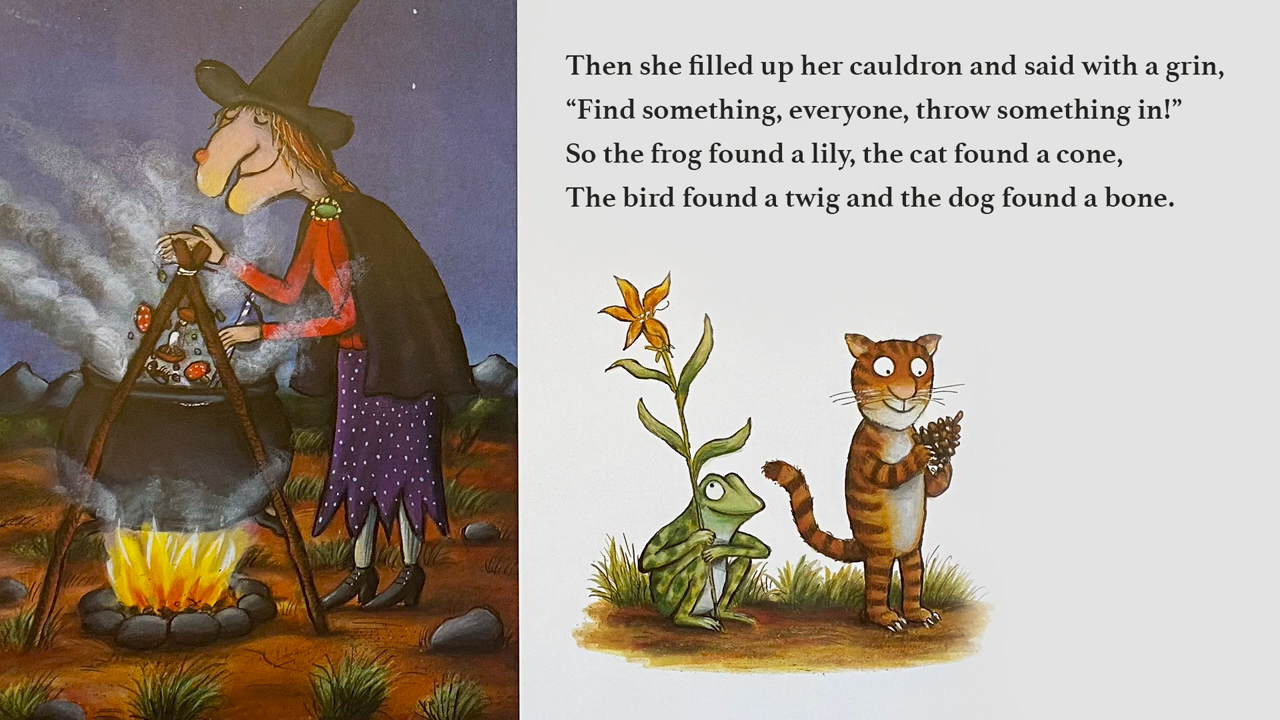 Then she filled up her cauldron and said with a grin,
“Find something, everyone, throw something in!”
So the frog found a lily, the cat found a cone,
The bird found a twig and the dog found a bone.